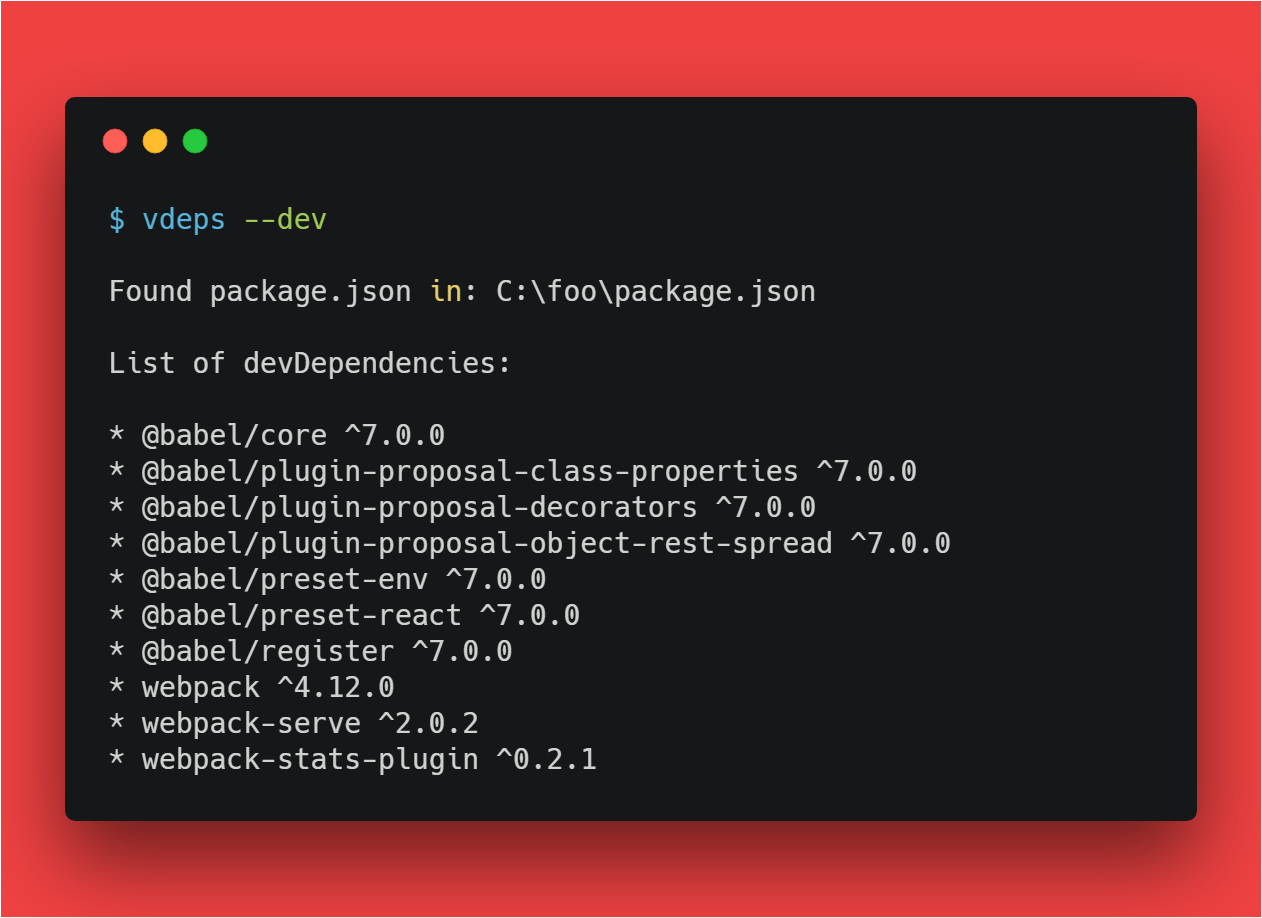 $ vdeps --dev
Found package.json in: C:\foo\package.json
List of devDependencies:
* @babel/core ^7.0.0
* @babel/plugin-proposal-class-properties ^7.0.0
* @babel/plugin-proposal-decorators ^7.0.0
* @babel/plugin-proposal-object-rest-spread ^7.0.0
* @babel/preset-env ^7.0.0
* @babel/preset-react ^7.0.0
* @babel/register ^7.0.0
* webpack ^4.12.0
* webpack-serve ^2.0.2
* webpack-stats-plugin ^0.2.1